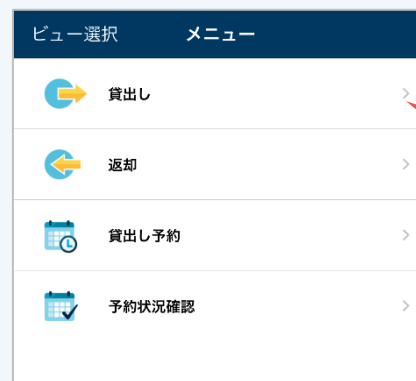 ビュー選択 メニュー
貸出し
返却
貸出し予約
予約状況確認